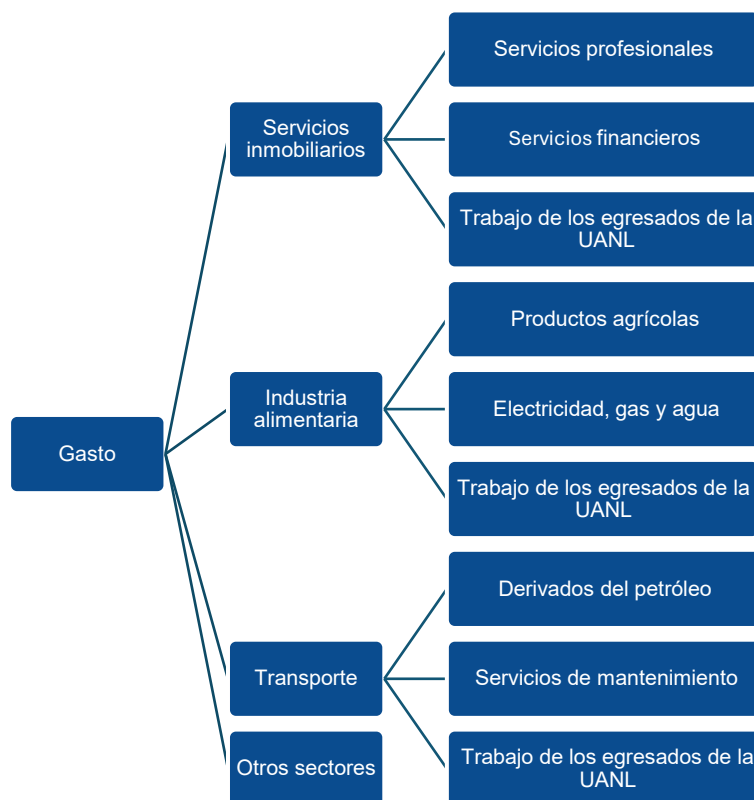 Gasto
Servicios
inmobiliarios
Servicios profesionales
Servicios financieros
Trabajo de los egresados de la
UANL
Industria
alimentaria
Productos agrícolas
Electricidad, gas y agua
Trabajo de los egresados de la
UANL
Transporte
Derivados del petróleo
Servicios de mantenimiento
Trabajo de los egresados de la
UANL
Otros sectores